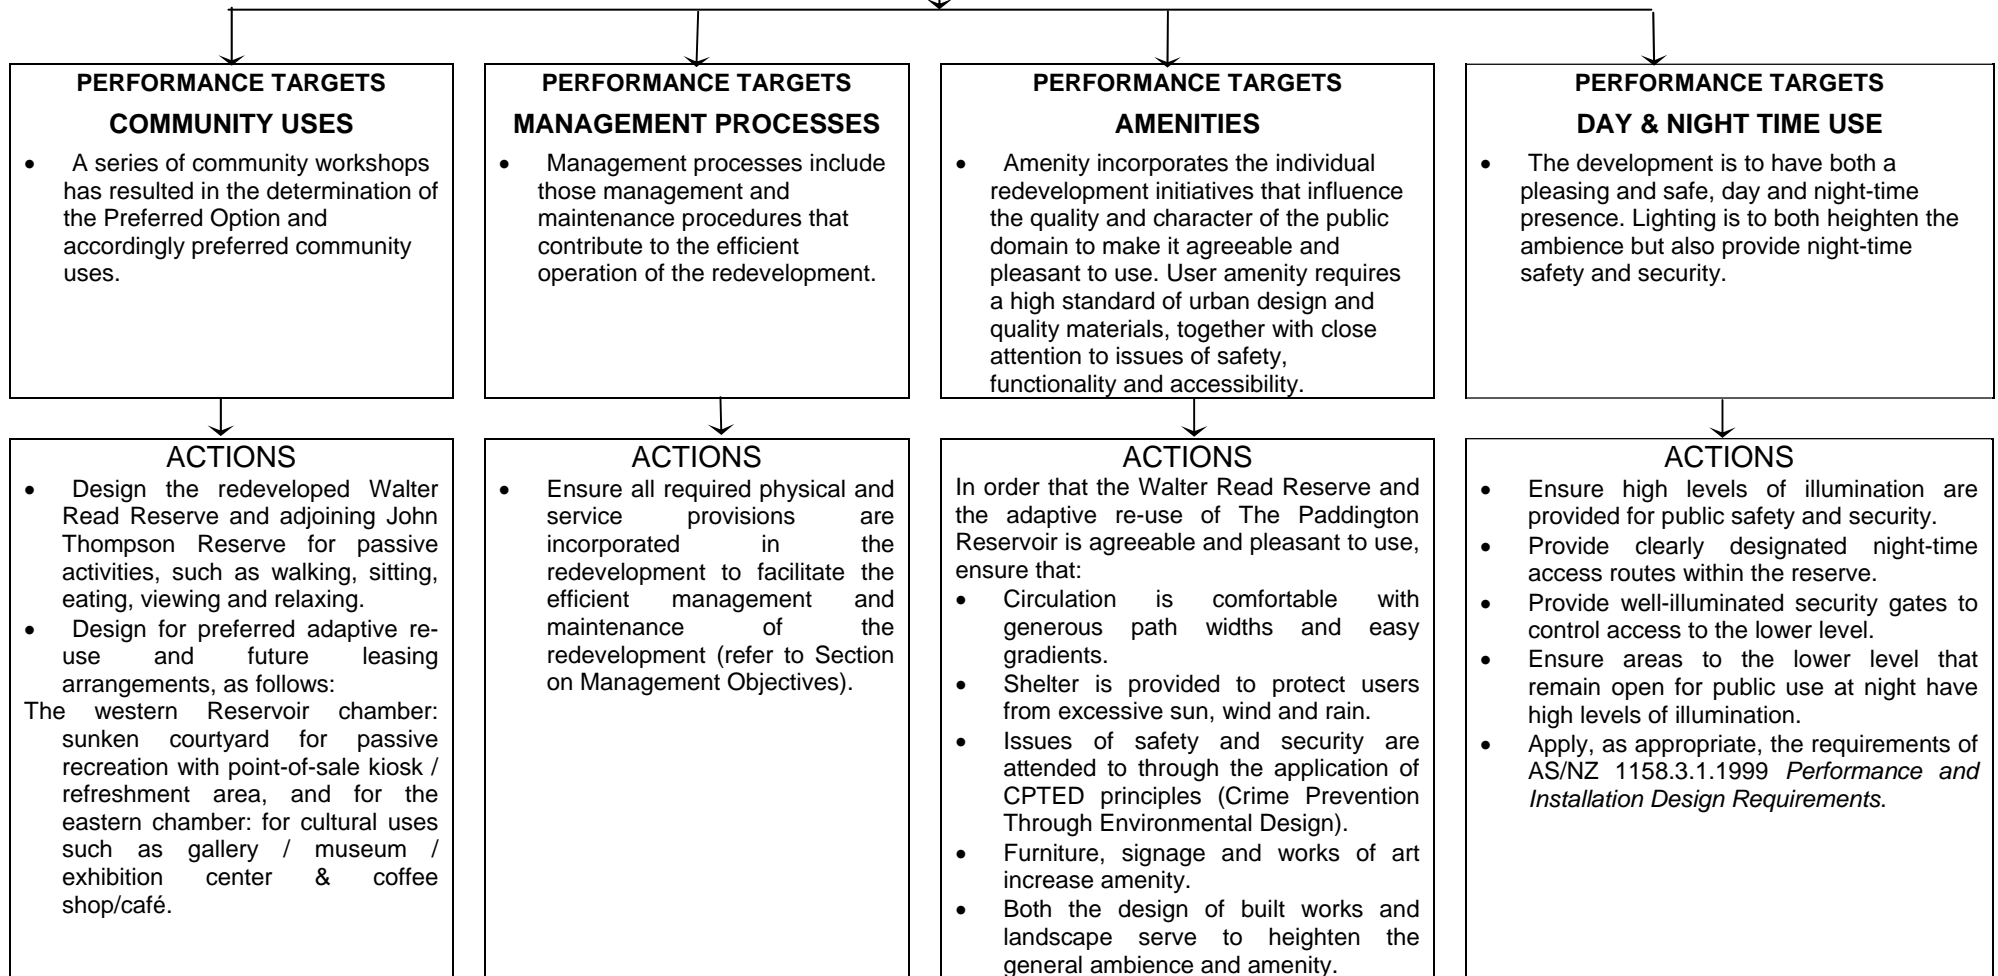 PERFORMANCE TARGETS
COMMUNITY USES
• A series of community workshops
has resulted in the determination of
the Preferred Option and
accordingly preferred community
uses.
PERFORMANCE TARGETS
MANAGEMENT PROCESSES
• Management processes include
those management and
maintenance procedures that
contribute to the efficient
operation of the redevelopment.
PERFORMANCE TARGETS
AMENITIES
• Amenity incorporates the individual
redevelopment initiatives that influence
the quality and character of the public
domain to make it agreeable and
pleasant to use. User amenity requires
a high standard of urban design and
quality materials, together with close
attention to issues of safety,
functionality and accessibility.
PERFORMANCE TARGETS
DAY & NIGHT TIME USE
• The development is to have both a
pleasing and safe, day and night-time
presence. Lighting is to both heighten the
ambience but also provide night-time
safety and security.
ACTIONS
• Design the redeveloped Walter
Read Reserve and adjoining John
Thompson Reserve for passive
activities, such as walking, sitting,
eating, viewing and relaxing.
• Design for preferred adaptive re-
use and future leasing
arrangements, as follows:
The western Reservoir chamber:
sunken courtyard for passive
recreation with point-of-sale kiosk /
refreshment area, and for the
eastern chamber: for cultural uses
such as gallery / museum /
exhibition center & coffee
shop/café.
ACTIONS
• Ensure all required physical and
service provisions are
incorporated in the
redevelopment to facilitate the
efficient management and
maintenance of the
redevelopment (refer to Section
on Management Objectives).
ACTIONS
In order that the Walter Read Reserve and
the adaptive re-use of The Paddington
Reservoir is agreeable and pleasant to use,
ensure that:
• Circulation is comfortable with
generous path widths and easy
gradients.
• Shelter is provided to protect users
from excessive sun, wind and rain.
• Issues of safety and security are
attended to through the application of
CPTED principles (Crime Prevention
Through Environmental Design).
• Furniture, signage and works of art
increase amenity.
• Both the design of built works and
landscape serve to heighten the
general ambience and amenity.
ACTIONS
• Ensure high levels of illumination are
provided for public safety and security.
• Provide clearly designated night-time
access routes within the reserve.
• Provide well-illuminated security gates to
control access to the lower level.
• Ensure areas to the lower level that
remain open for public use at night have
high levels of illumination.
• Apply, as appropriate, the requirements of
AS/NZ 1158.3.1.1999 Performance and
Installation Design Requirements.